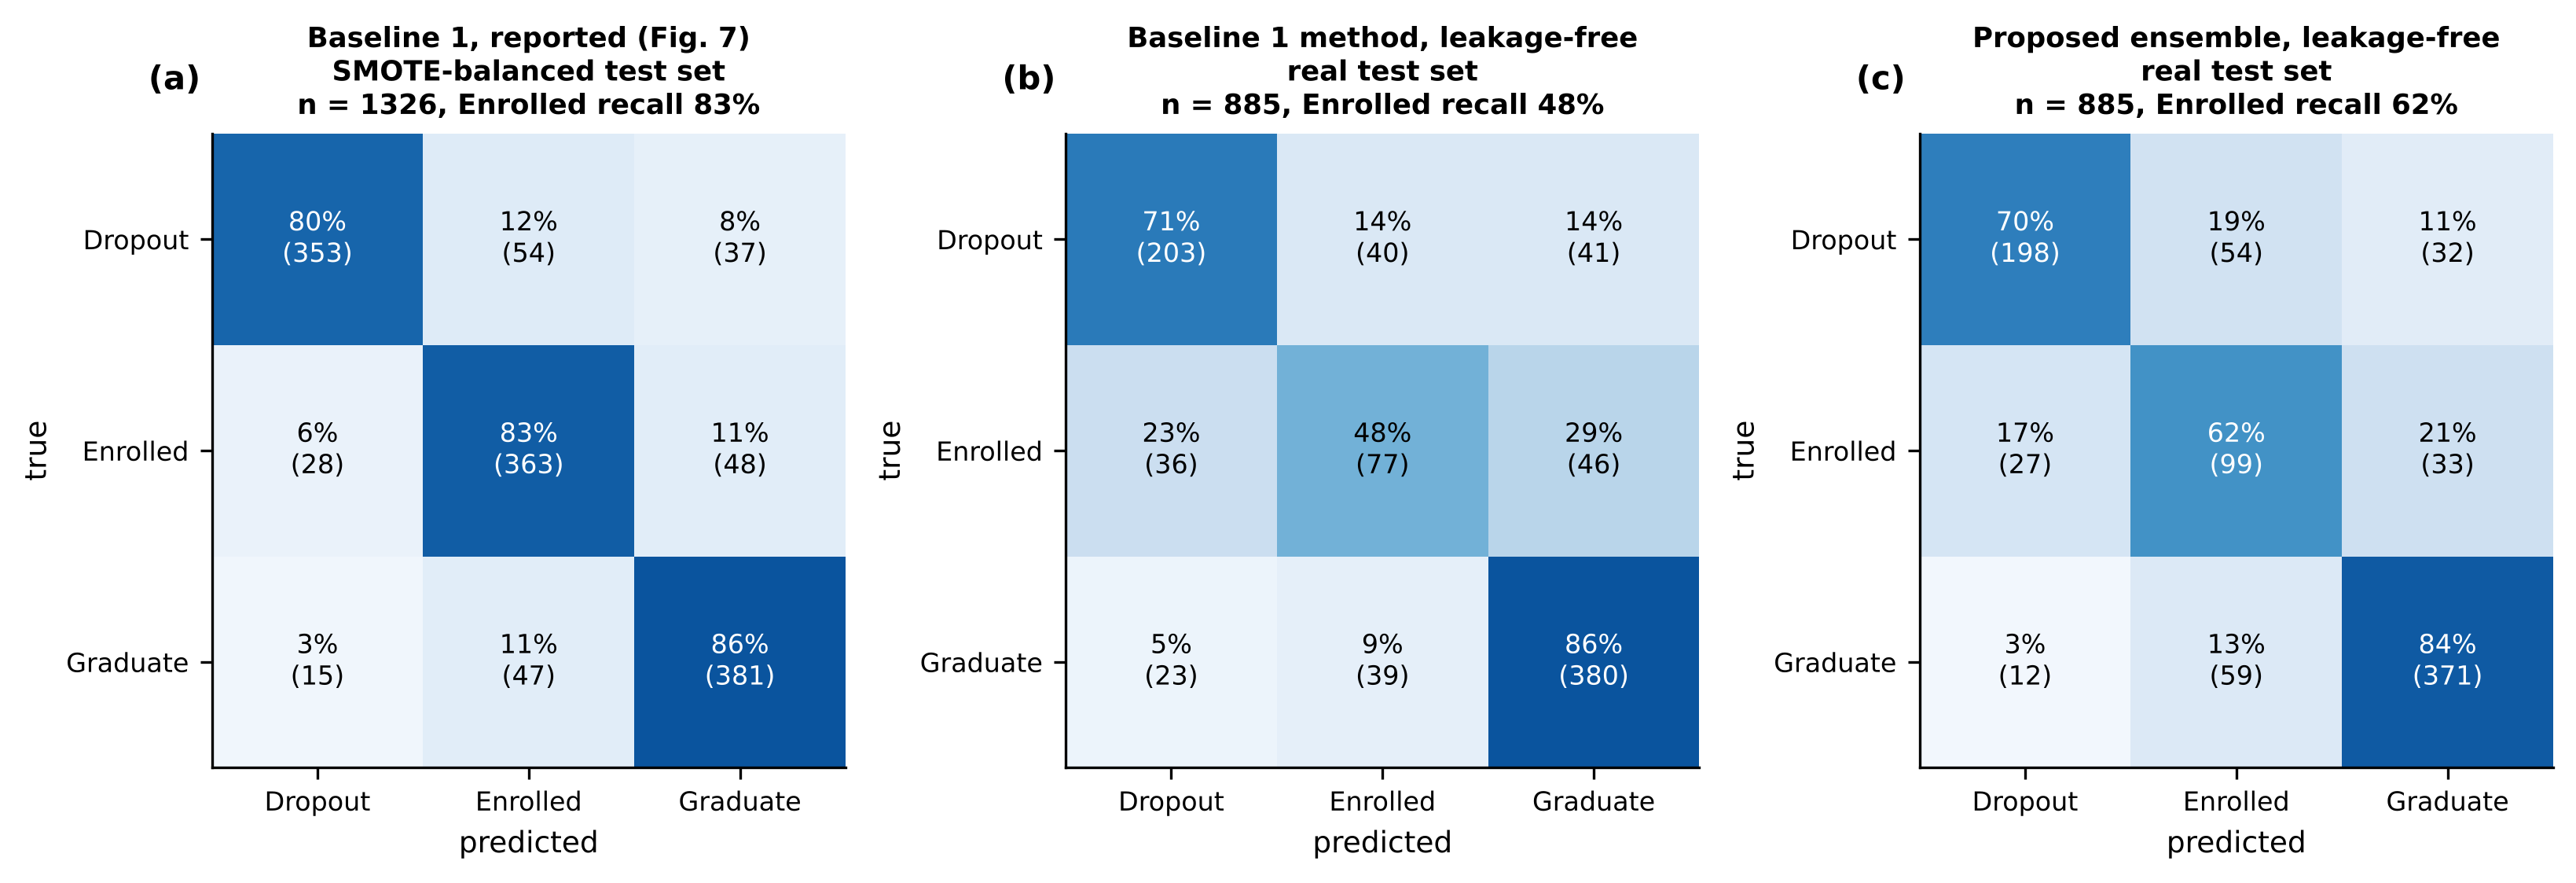 (a)
Baseline 1, reported (Fig. 7)
SMOTE-balanced test set
n = 1326, Enrolled recall 83%
true
Dropout
80%
(353)
12%
(54)
8%
(37)
Enrolled
6%
(28)
83%
(363)
11%
(48)
Graduate
3%
(15)
11%
(47)
86%
(381)
Dropout
Enrolled
Graduate
predicted
(b)
Baseline 1 method, leakage-free
real test set
n = 885, Enrolled recall 48%
true
Dropout
71%
(203)
14%
(40)
14%
(41)
Enrolled
23%
(36)
48%
(77)
29%
(46)
Graduate
5%
(23)
9%
(39)
86%
(380)
Dropout
Enrolled
Graduate
predicted
(c)
Proposed ensemble, leakage-free
real test set
n = 885, Enrolled recall 62%
true
Dropout
70%
(198)
19%
(54)
11%
(32)
Enrolled
17%
(27)
62%
(99)
21%
(33)
Graduate
3%
(12)
13%
(59)
84%
(371)
Dropout
Enrolled
Graduate
predicted